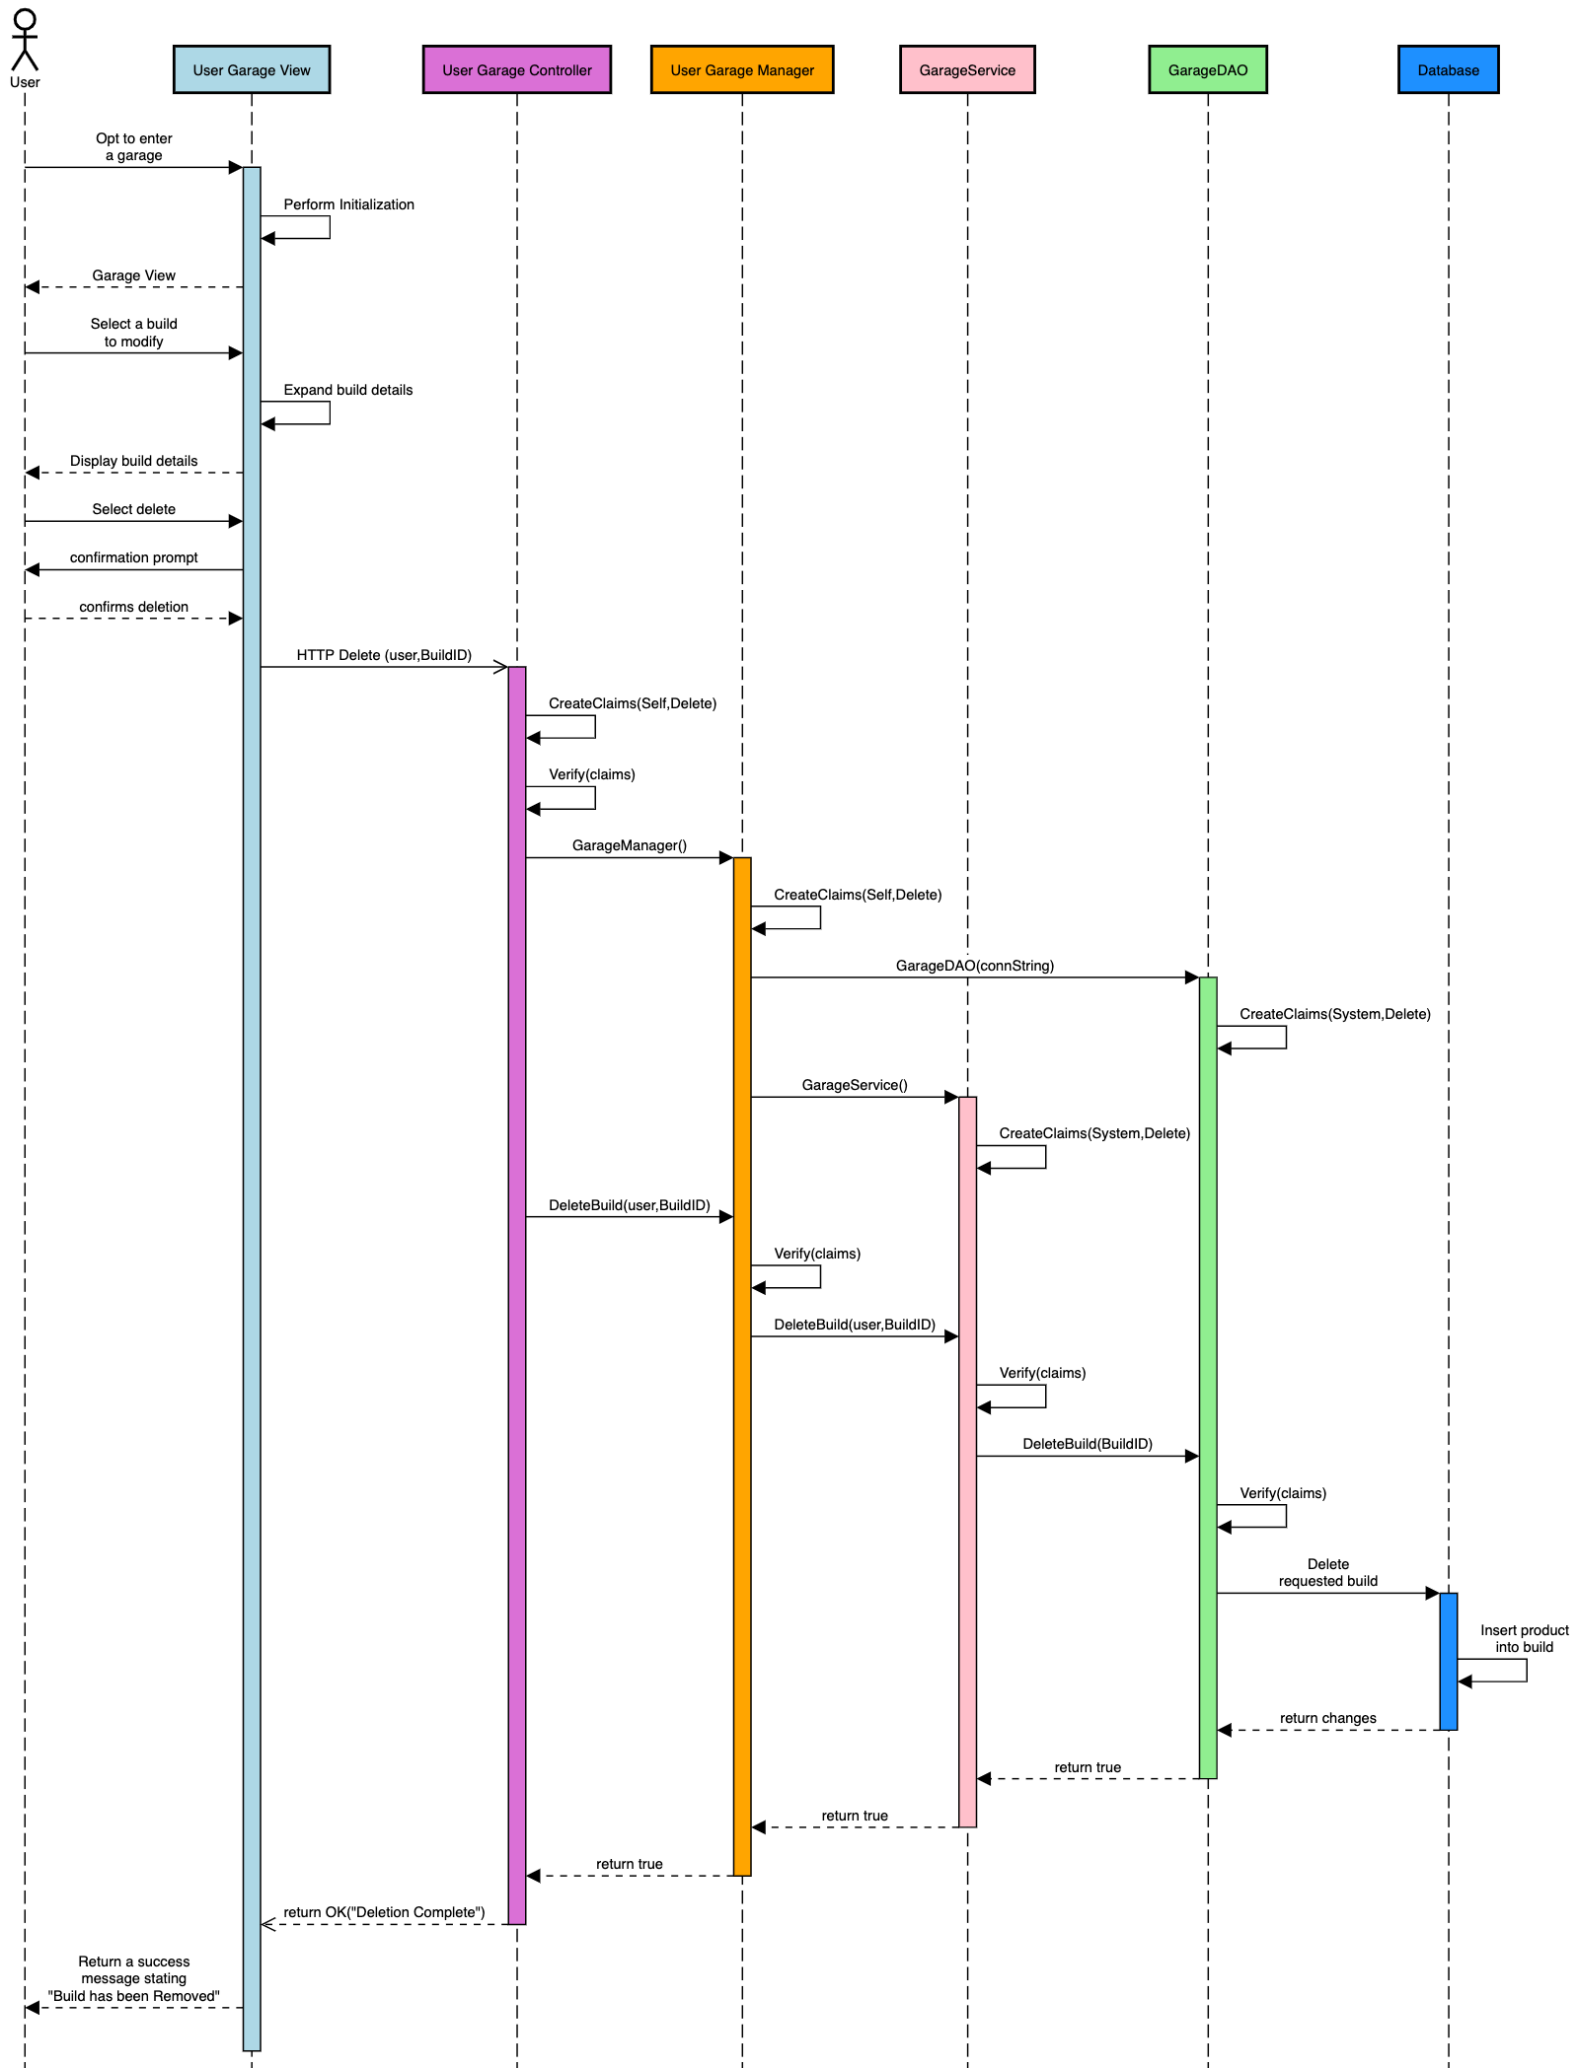 User
User Garage View
User Garage Controller
User Garage Manager
GarageService
GarageDAO
Database
Opt to enter
a garage
Perform Initialization
Garage View
Select a build
to modify
Expand build details
Display build details
Select delete
confirmation prompt
confirms deletion
HTTP Delete (user,BuildID)
CreateClaims(Self,Delete)
Verify(claims)
GarageManager()
CreateClaims(Self,Delete)
GarageDAO(connString)
CreateClaims(System,Delete)
GarageService()
CreateClaims(System,Delete)
DeleteBuild(user,BuildID)
Verify(claims)
DeleteBuild(user,BuildID)
Verify(claims)
DeleteBuild(BuildID)
Verify(claims)
Delete
requested build
Insert product
into build
return changes
return true
return true
return true
return OK("Deletion Complete")
Return a success
message stating
"Build has been Removed"